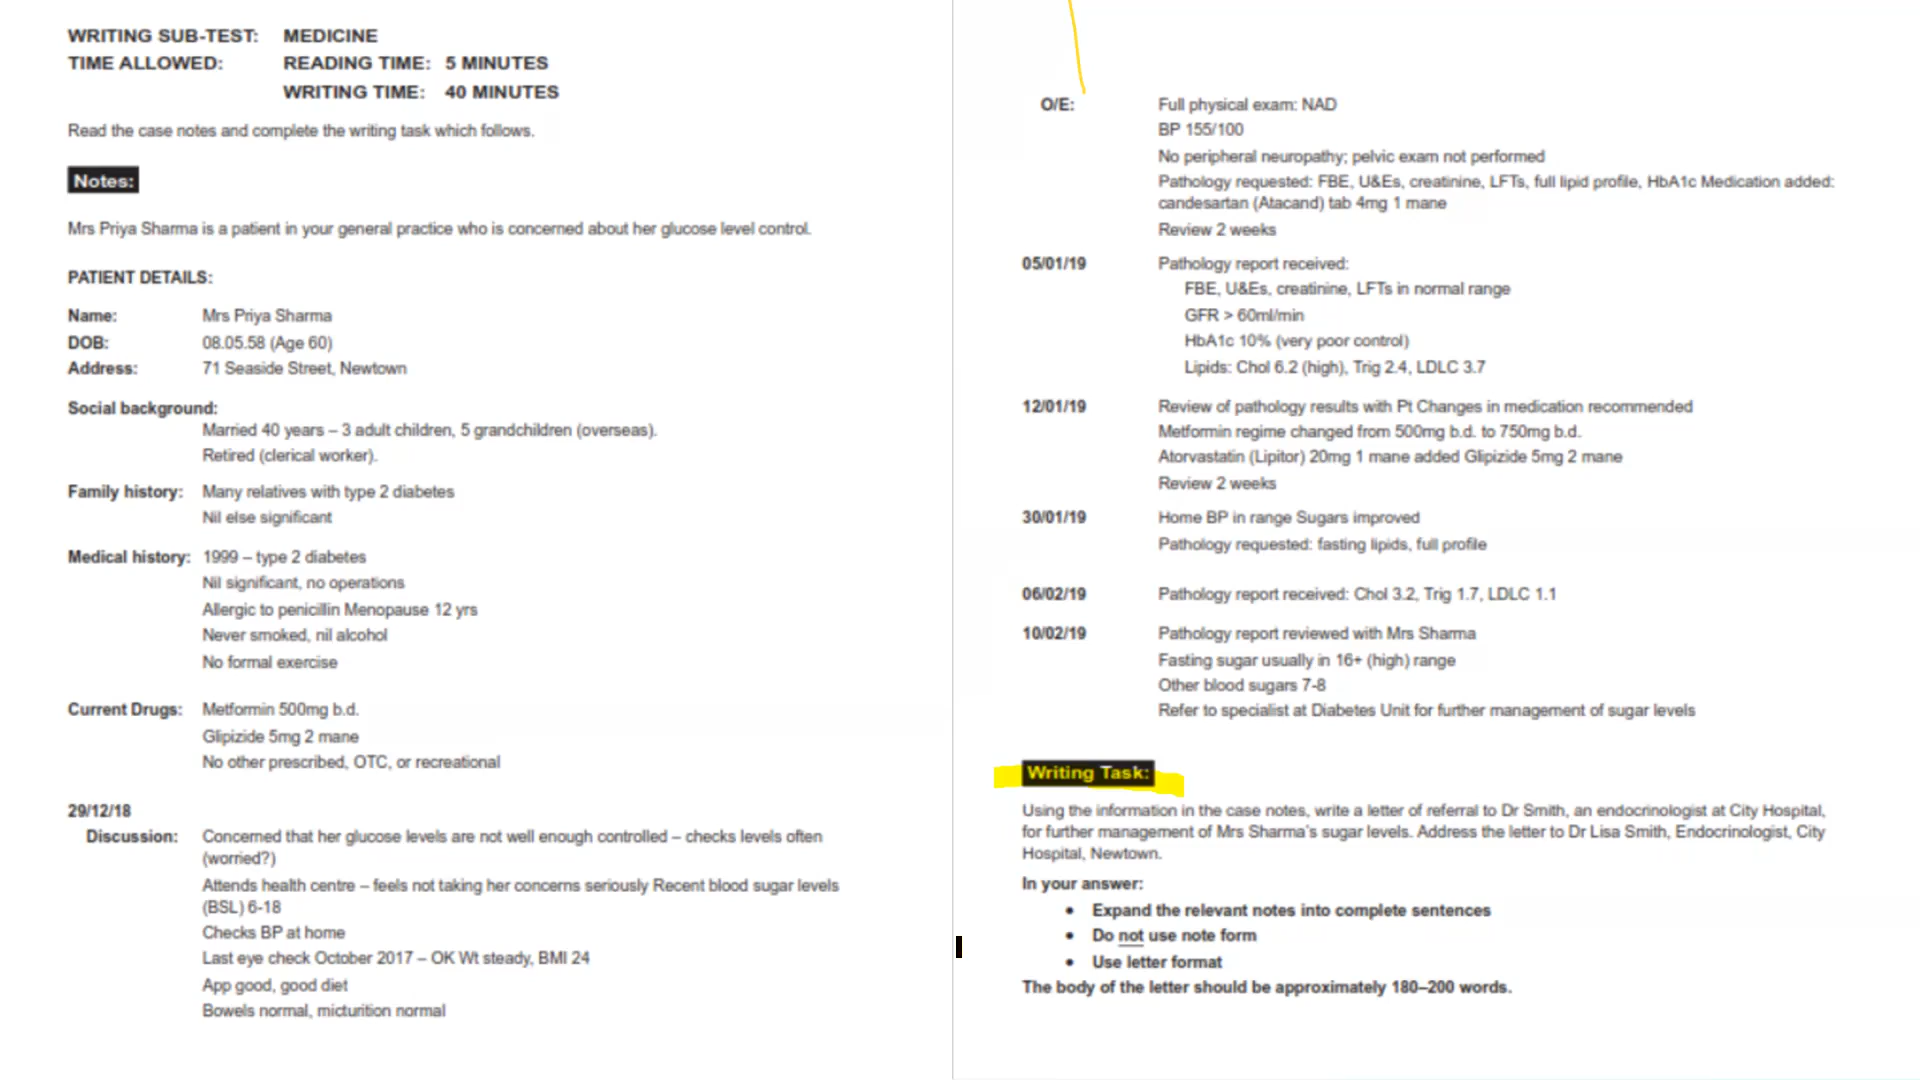 WRITING SUB-TEST: MEDICINE
TIME ALLOWED: READING TIME: 5 MINUTES
WRITING TIME: 40 MINUTES
Read the case notes and complete the writing task which follows.
Notes:
Mrs Priya Sharma is a patient in your general practice who is concerned about her glucose level control.
PATIENT DETAILS:
Name: Mrs Priya Sharma
DOB: 08.05.58 (Age 60)
Address: 71 Seaside Street, Newtown
Social background:
Married 40 years – 3 adult children, 5 grandchildren (overseas).
Retired (clerical worker).
Family history: Many relatives with type 2 diabetes
Nil else significant
Medical history: 1999 – type 2 diabetes
Nil significant, no operations
Allergic to penicillin Menopause 12 yrs
Never smoked, nil alcohol
No formal exercise
Current Drugs: Metformin 500mg b.d.
Glipizide 5mg 2 mane
No other prescribed, OTC, or recreational
29/12/18
Discussion: Concerned that her glucose levels are not well enough controlled – checks levels often
(worried?)
Attends health centre – feels not taking her concerns seriously Recent blood sugar levels
(BSL) 6-18
Checks BP at home
Last eye check October 2017 – OK Wt steady, BMI 24
App good, good diet
Bowels normal, micturition normal
O/E: Full physical exam: NAD
BP 155/100
No peripheral neuropathy; pelvic exam not performed
Pathology requested: FBE, U&Es, creatinine, LFTs, full lipid profile, HbA1c Medication added:
candesartan (Atacand) tab 4mg 1 mane
Review 2 weeks
05/01/19 Pathology report received:
FBE, U&Es, creatinine, LFTs in normal range
GFR > 60ml/min
HbA1c 10% (very poor control)
Lipids: Chol 6.2 (high), Trig 2.4, LDLC 3.7
12/01/19 Review of pathology results with Pt Changes in medication recommended
Metformin regime changed from 500mg b.d. to 750mg b.d.
Atorvastatin (Lipitor) 20mg 1 mane added Glipizide 5mg 2 mane
Review 2 weeks
30/01/19 Home BP in range Sugars improved
Pathology requested: fasting lipids, full profile
06/02/19 Pathology report received: Chol 3.2, Trig 1.7, LDLC 1.1
10/02/19 Pathology report reviewed with Mrs Sharma
Fasting sugar usually in 16+ (high) range
Other blood sugars 7-8
Refer to specialist at Diabetes Unit for further management of sugar levels
Writing Task:
Using the information in the case notes, write a letter of referral to Dr Smith, an endocrinologist at City Hospital,
for further management of Mrs Sharma's sugar levels. Address the letter to Dr Lisa Smith, Endocrinologist, City
Hospital, Newtown.
In your answer:
• Expand the relevant notes into complete sentences
• Do not use note form
• Use letter format
The body of the letter should be approximately 180–200 words.